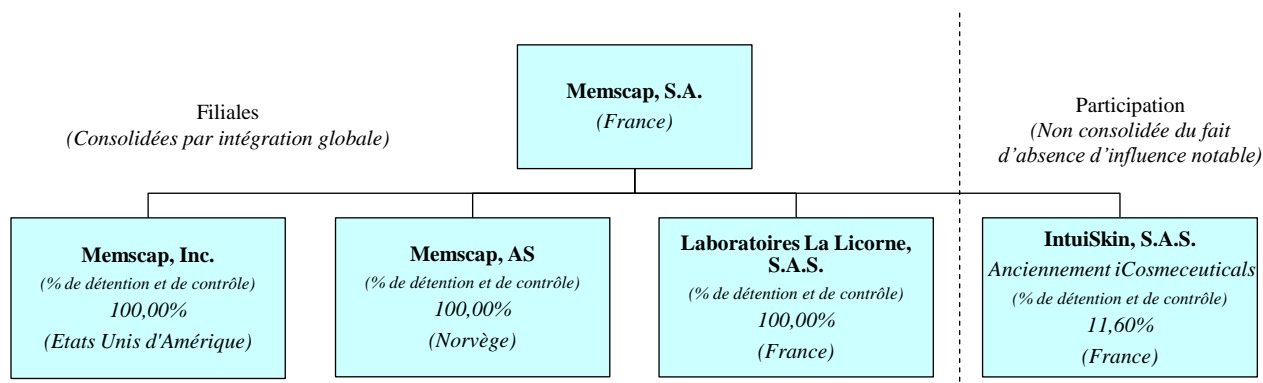 Memscap, S.A.
(France)
Filiales
(Consolidées par intégration globale)
Participation
(Non consolidée du fait
d’absence d’influence notable)
Memscap, Inc.
(% de détention et de contrôle)
100,00%
(Etats Unis d'Amérique)
Memscap, AS
(% de détention et de contrôle)
100,00%
(Norvège)
Laboratoires La Licorne,
S.A.S.
(% de détention et de contrôle)
100,00%
(France)
IntuiSkin, S.A.S.
Anciennement iCosmeceuticals
(% de détention et de contrôle)
11,60%
(France)